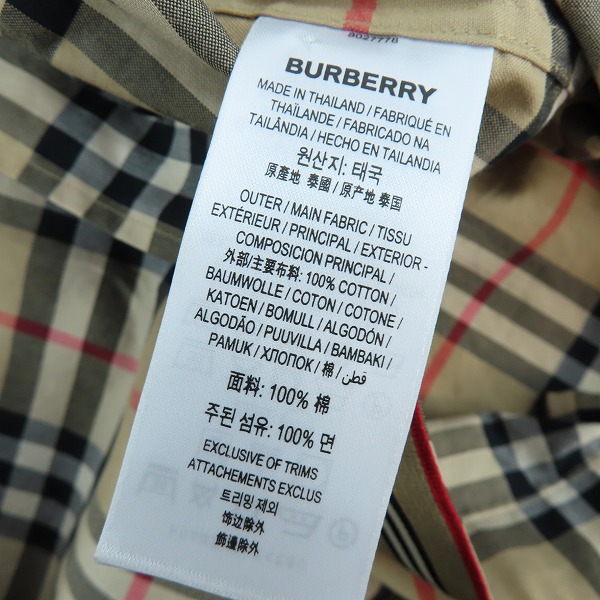 8027776
BURBERRY
MADE IN THAILAND / FABRIQUÉ EN
THAÏLANDE / FABRICADO NA
TAILÂNDIA / HECHO EN TAILANDIA
원산지: 태국
原產地 泰國 / 原产地 泰国
OUTER / MAIN FABRIC / TISSU
EXTÉRIEUR / PRINCIPAL / EXTERIOR -
COMPOSICION PRINCIPAL /
外部/主要布料: 100% COTTON /
BAUMWOLLE / COTON / COTONE /
KATOEN / BOMULL / ALGODÓN /
ALGODÃO / PUUVILLA / BAMBAKI /
PAMUK / ХЛОПОК / 棉 / قطن
面料: 100% 棉
주된 섬유: 100% 면
EXCLUSIVE OF TRIMS
ATTACHEMENTS EXCLUS
트리밍 제외
饰边除外
飾邊除外